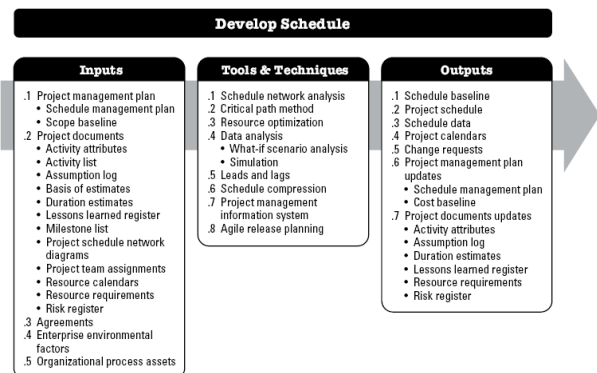 Develop Schedule
Inputs
.1 Project management plan
• Schedule management plan
• Scope baseline
.2 Project documents
• Activity attributes
• Activity list
• Assumption log
• Basis of estimates
• Duration estimates
• Lessons learned register
• Milestone list
• Project schedule network
diagrams
• Project team assignments
• Resource calendars
• Resource requirements
• Risk register
.3 Agreements
.4 Enterprise environmental
factors
.5 Organizational process assets
Tools & Techniques
.1 Schedule network analysis
.2 Critical path method
.3 Resource optimization
.4 Data analysis
• What-if scenario analysis
• Simulation
.5 Leads and lags
.6 Schedule compression
.7 Project management
information system
.8 Agile release planning
Outputs
.1 Schedule baseline
.2 Project schedule
.3 Schedule data
.4 Project calendars
.5 Change requests
.6 Project management plan
updates
• Schedule management plan
• Cost baseline
.7 Project documents updates
• Activity attributes
• Assumption log
• Duration estimates
• Lessons learned register
• Resource requirements
• Risk register